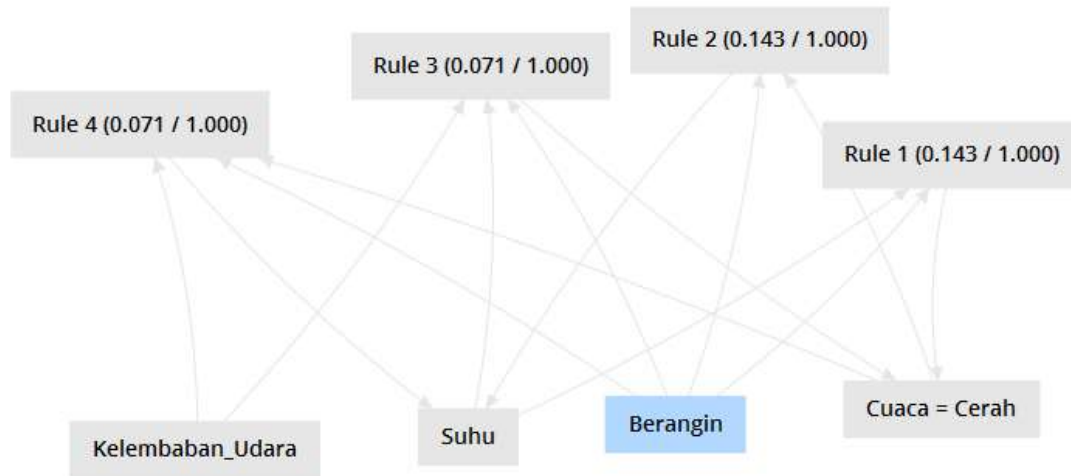 Rule 2 (0.143 / 1.000)
Rule 3 (0.071 / 1.000)
Rule 4 (0.071 / 1.000)
Rule 1 (0.143 / 1.000)
Cuaca = Cerah
Berangin
Suhu
Kelembaban_Udara